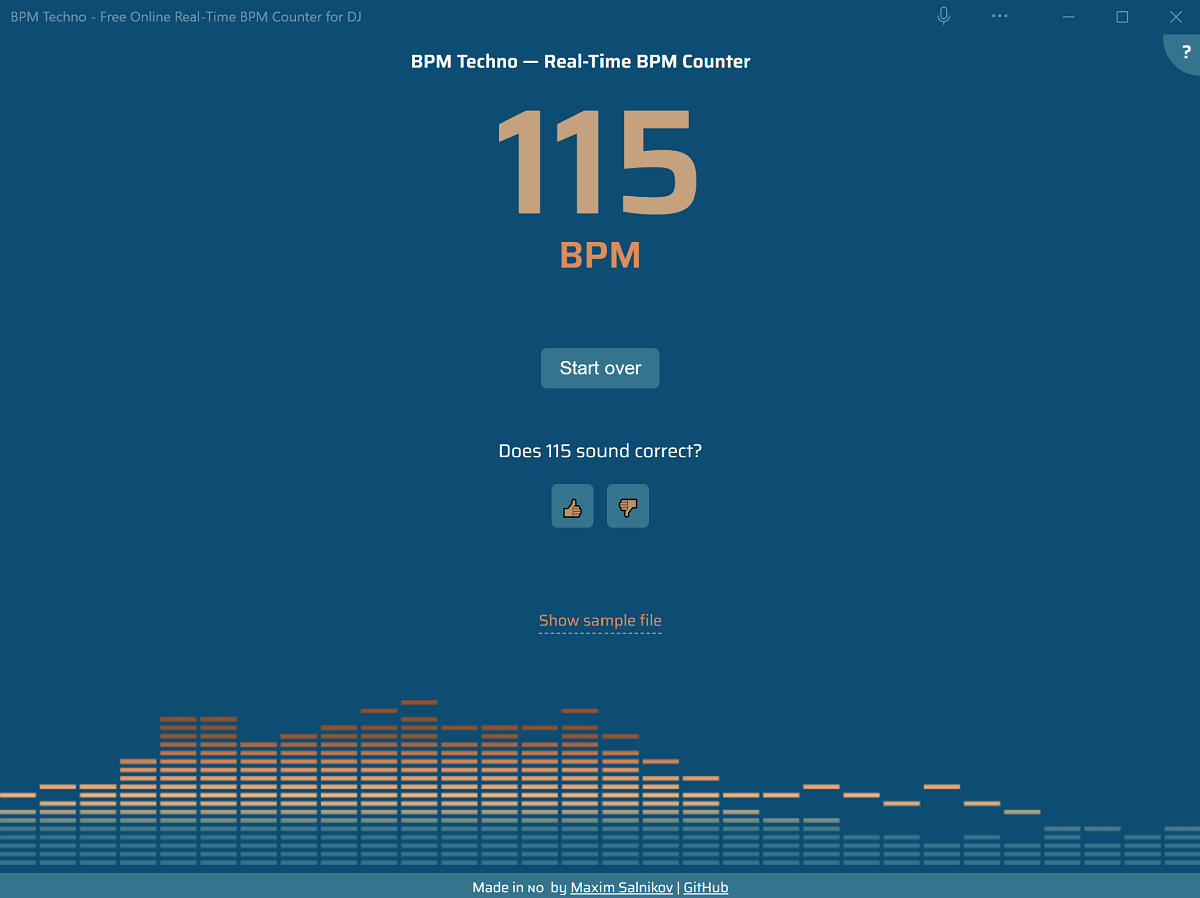 BPM Techno - Free Online Real-Time BPM Counter for DJ
?
BPM Techno — Real-Time BPM Counter
115
BPM
Start over
Does 115 sound correct?
Show sample file
Made in NO by Maxim Salnikov | GitHub